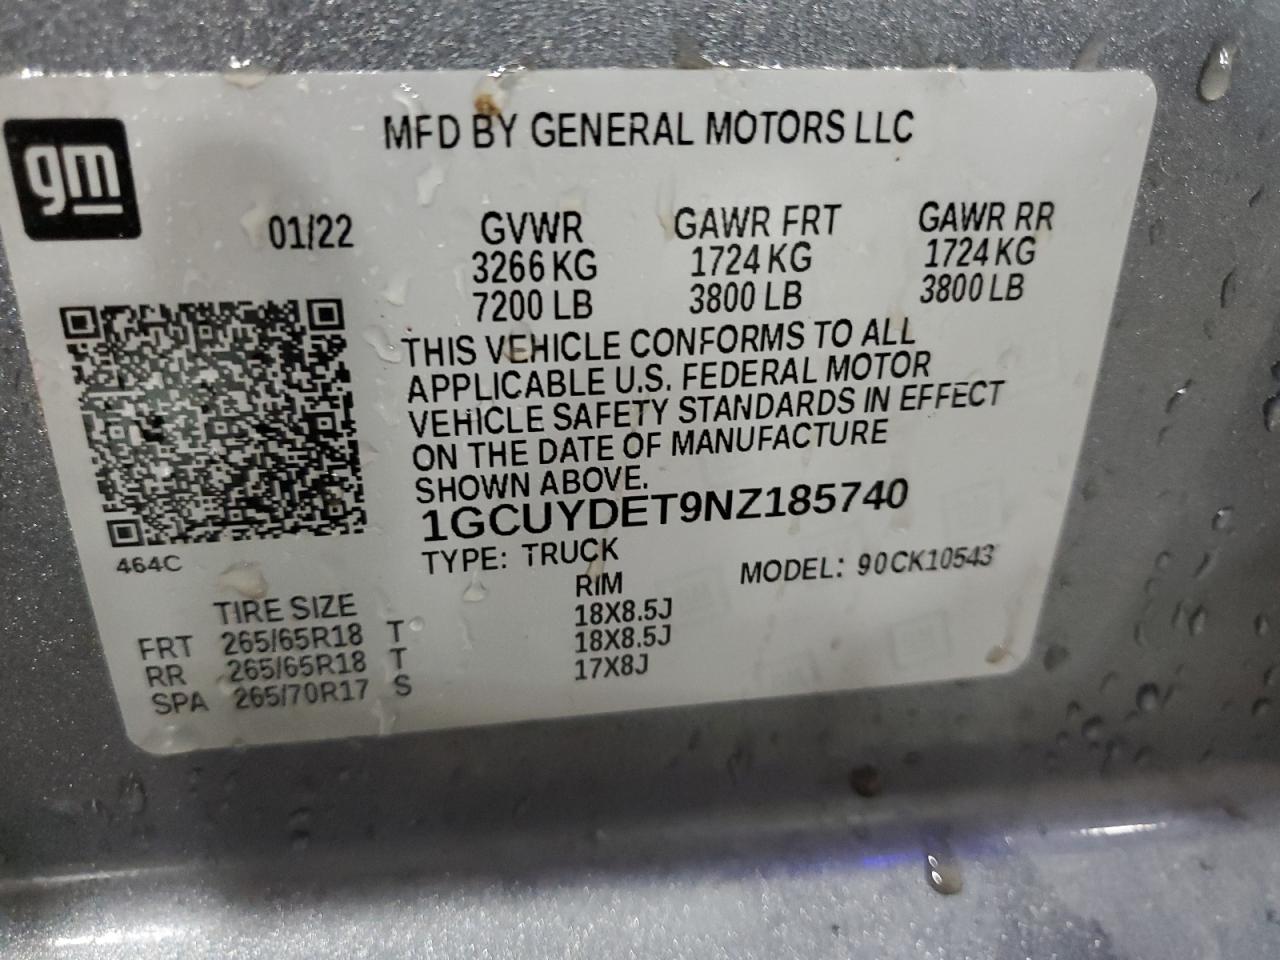 gm
MFD BY GENERAL MOTORS LLC
01/22 GVWR GAWR FRT GAWR RR
3266 KG 1724 KG 1724 KG
7200 LB 3800 LB 3800 LB
THIS VEHICLE CONFORMS TO ALL
APPLICABLE U.S. FEDERAL MOTOR
VEHICLE SAFETY STANDARDS IN EFFECT
ON THE DATE OF MANUFACTURE
SHOWN ABOVE.
1GCUYDET9NZ185740
464C TYPE: TRUCK MODEL: 90CK10543
TIRE SIZE RIM
FRT 265/65R18 T 18X8.5J
RR 265/65R18 T 18X8.5J
SPA 265/70R17 S 17X8J